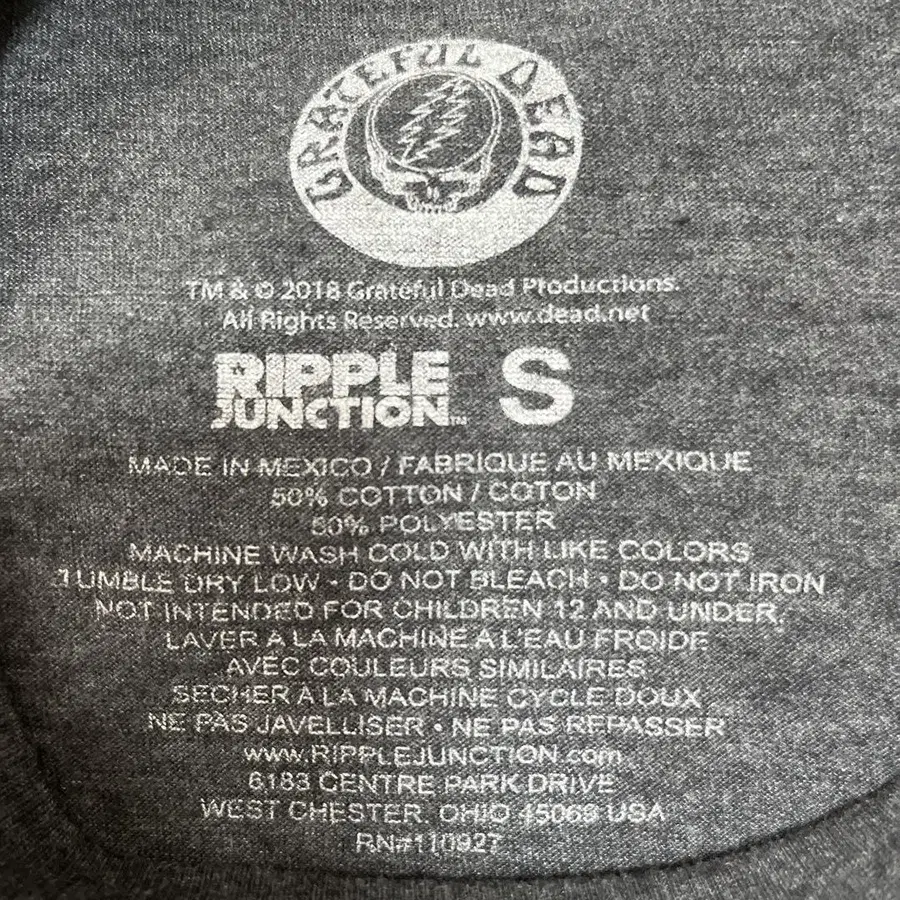 GRATEFUL DEAD
TM & © 2018 Grateful Dead Productions.
All Rights Reserved. www.dead.net
RIPPLE JUNCTION™ S
MADE IN MEXICO / FABRIQUE AU MEXIQUE
50% COTTON / COTON
50% POLYESTER
MACHINE WASH COLD WITH LIKE COLORS
TUMBLE DRY LOW • DO NOT BLEACH • DO NOT IRON
NOT INTENDED FOR CHILDREN 12 AND UNDER.
LAVER A LA MACHINE A L'EAU FROIDE
AVEC COULEURS SIMILAIRES
SECHER A LA MACHINE CYCLE DOUX
NE PAS JAVELLISER • NE PAS REPASSER
www.RIPPLEJUNCTION.com
6183 CENTRE PARK DRIVE
WEST CHESTER, OHIO 45069 USA
RN#110927